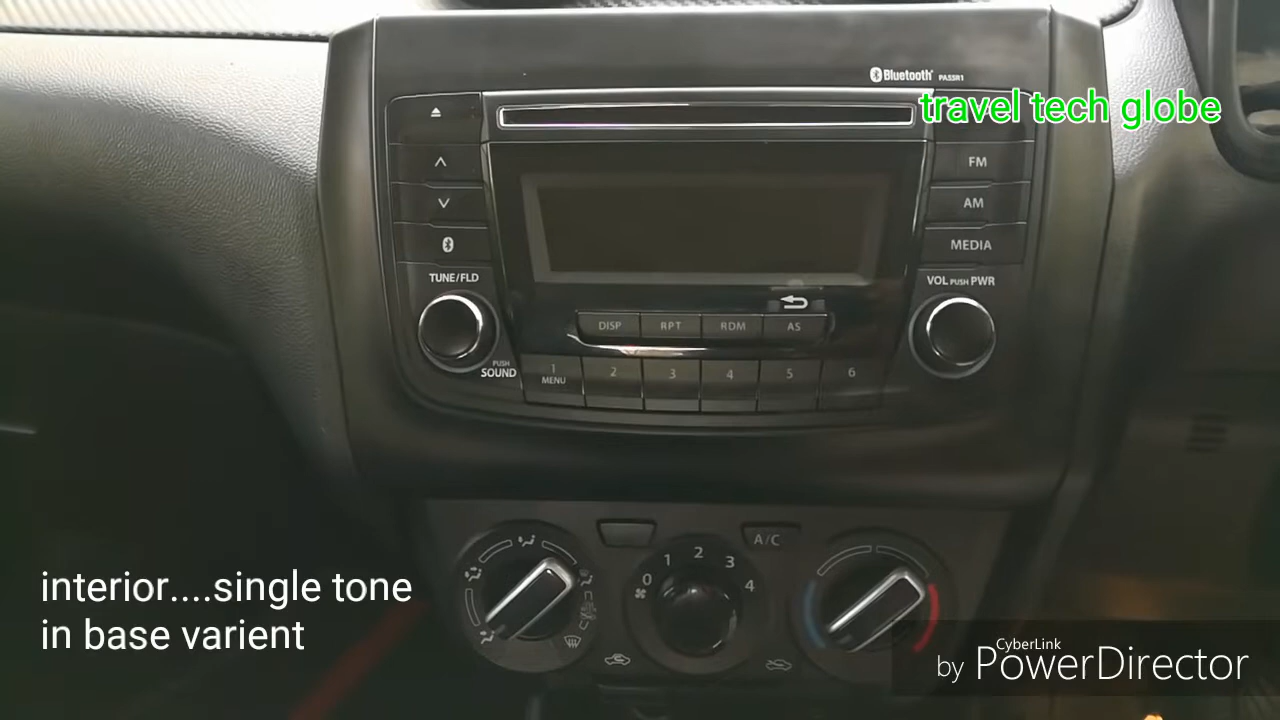 Bluetooth® PASSR1
travel tech globe
FM
AM
MEDIA
TUNE/FLD
VOL PUSH PWR
DISP RPT RDM AS
PUSH
SOUND
1 2 3 4 5 6
MENU
A/C
0 1 2 3 4
interior....single tone
in base varient
CyberLink
by PowerDirector